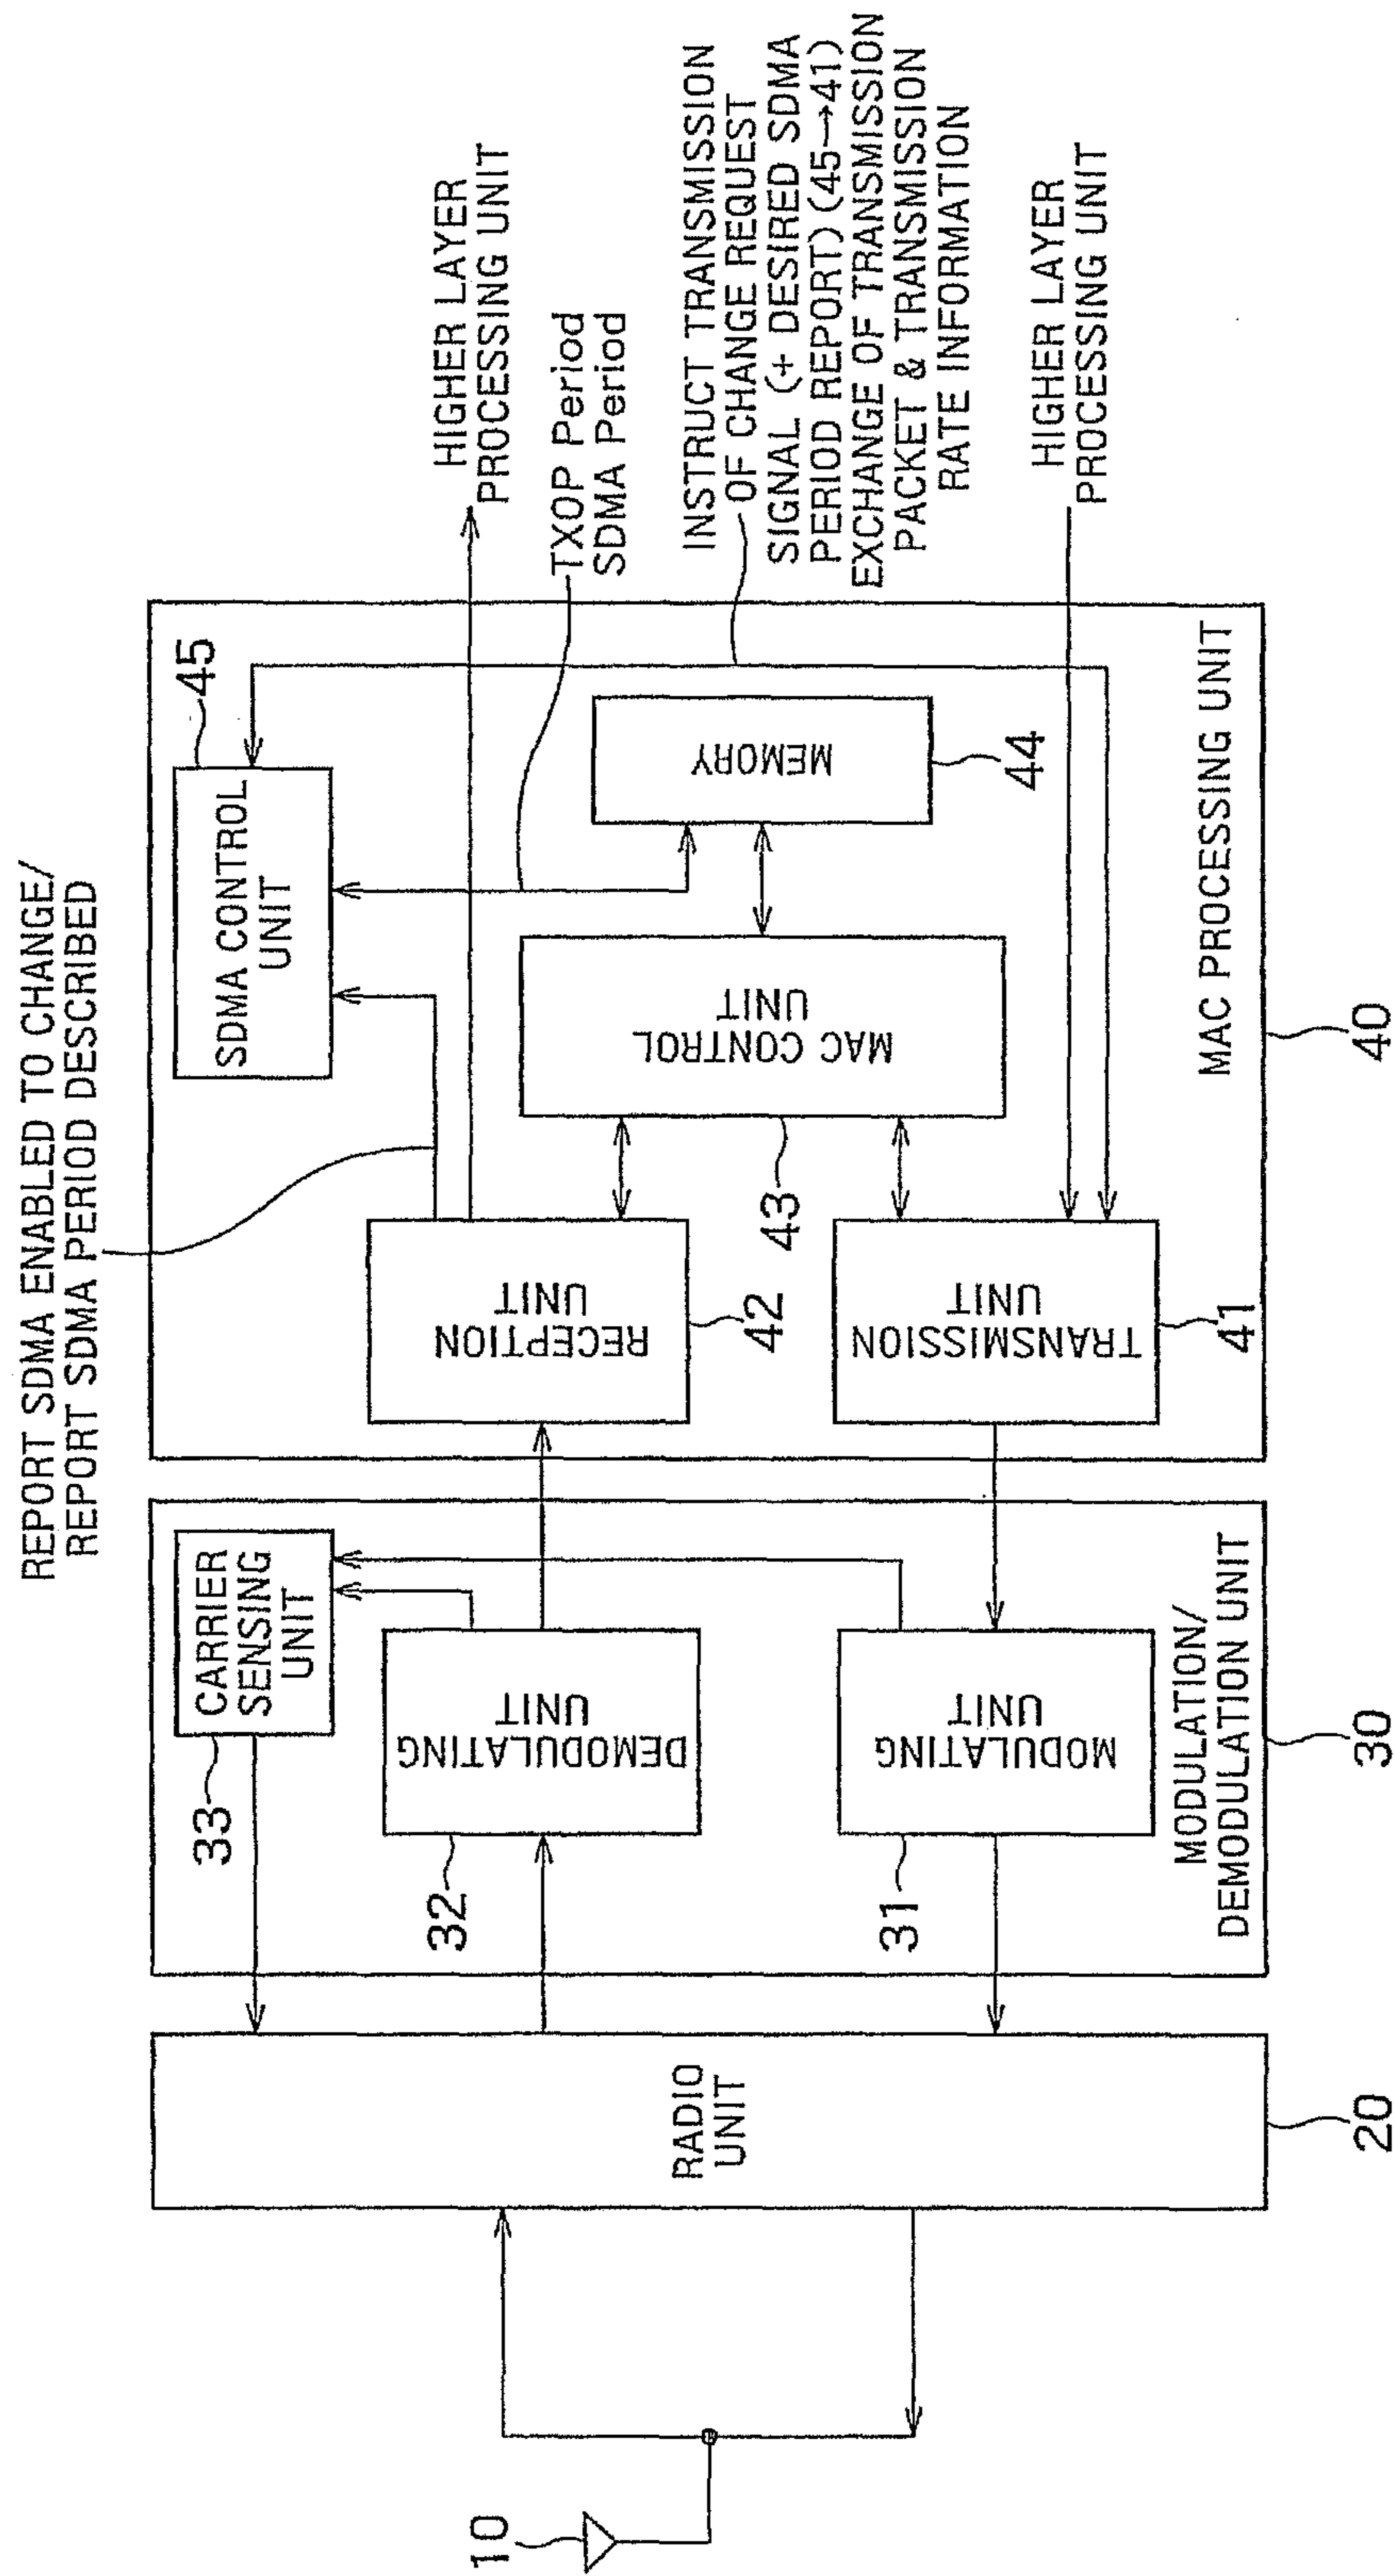 REPORT SDMA ENABLED TO CHANGE/
REPORT SDMA PERIOD DESCRIBED
10
RADIO
UNIT
20
CARRIER
SENSING
UNIT
33
DEMODULATING
UNIT
32
MODULATING
UNIT
31
MODULATION/
DEMODULATION UNIT
30
SDMA CONTROL
UNIT
45
RECEPTION
UNIT
42
MAC CONTROL
UNIT
43
MEMORY
44
TRANSMISSION
UNIT
41
MAC PROCESSING UNIT
40
HIGHER LAYER
PROCESSING UNIT
TXOP Period
SDMA Period
INSTRUCT TRANSMISSION
OF CHANGE REQUEST
SIGNAL (+ DESIRED SDMA
PERIOD REPORT) (45→41)
EXCHANGE OF TRANSMISSION
PACKET & TRANSMISSION
RATE INFORMATION
HIGHER LAYER
PROCESSING UNIT